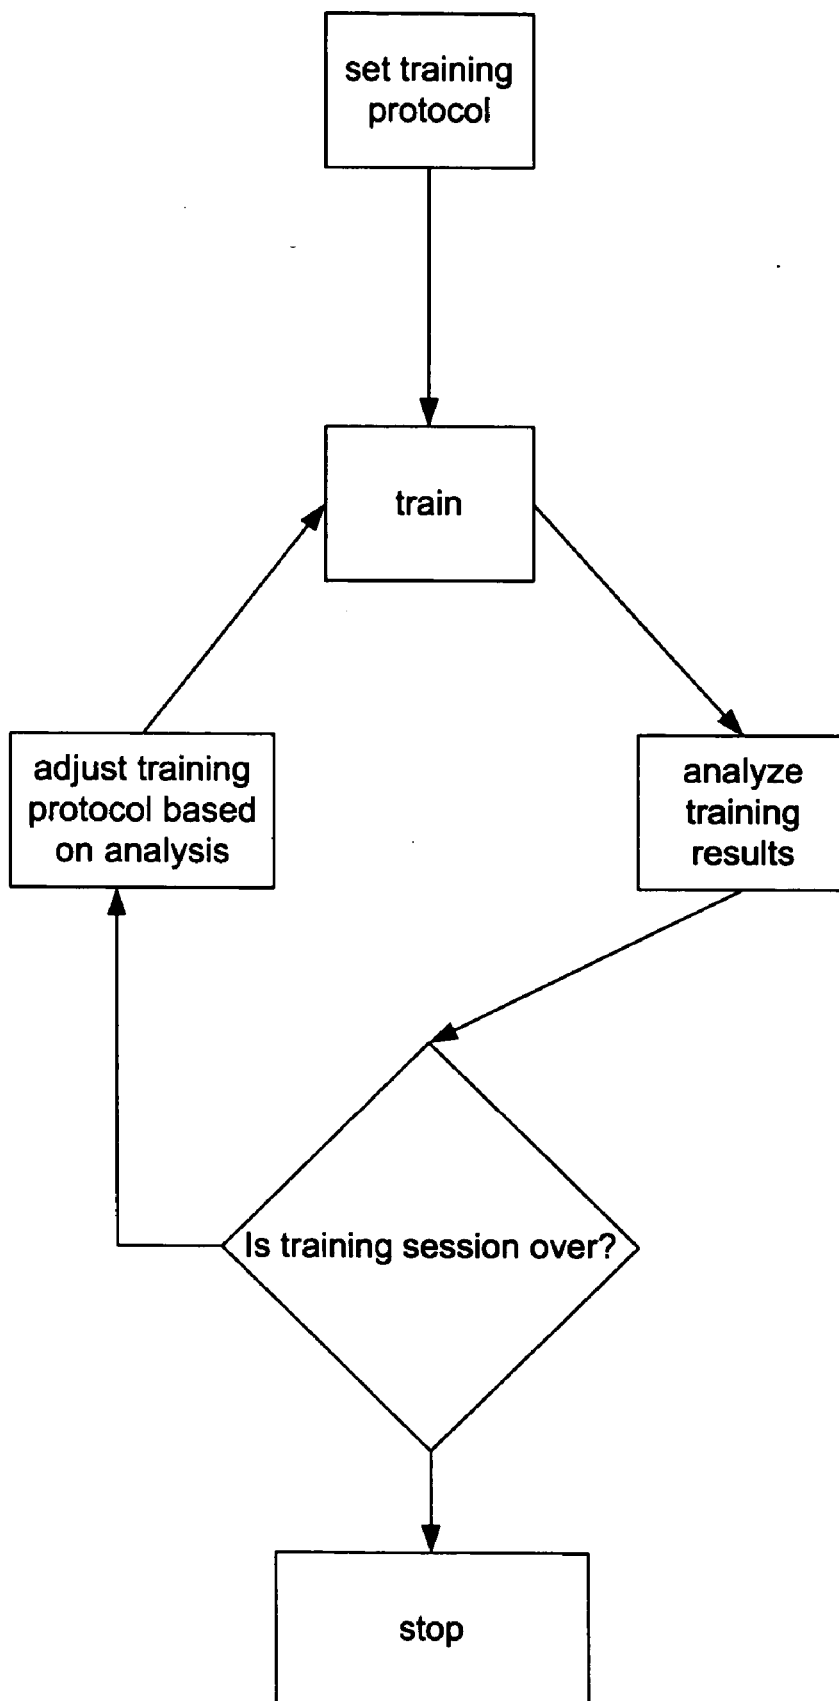 set training
protocol
train
adjust training
protocol based
on analysis
analyze
training
results
Is training session over?
stop